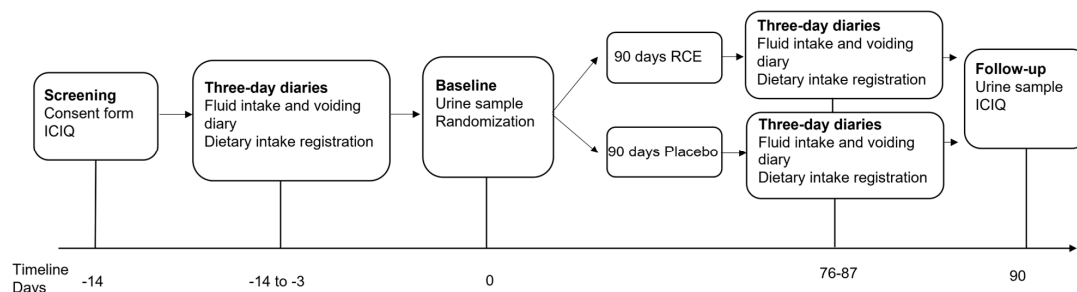 Screening
Consent form
ICIQ
Three-day diaries
Fluid intake and voiding
diary
Dietary intake registration
Baseline
Urine sample
Randomization
90 days RCE
90 days Placebo
Three-day diaries
Fluid intake and voiding
diary
Dietary intake registration
Three-day diaries
Fluid intake and voiding
diary
Dietary intake registration
Follow-up
Urine sample
ICIQ
Timeline
Days
-14
-14 to -3
0
76-87
90